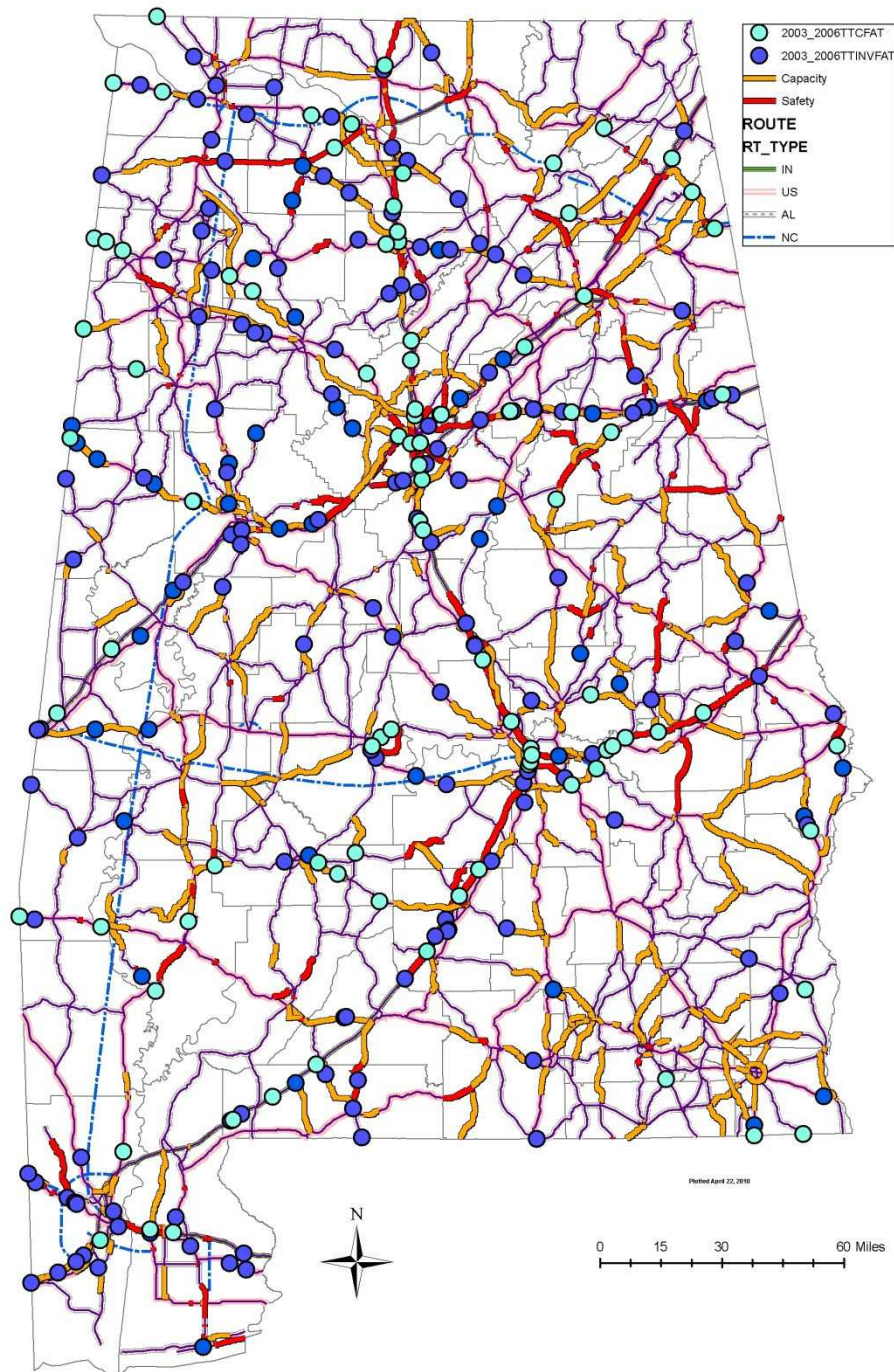 2003_2006TTCFAT
2003_2006TTINVFAT
Capacity
Safety
ROUTE
RT_TYPE
IN
US
AL
NC
Plotted April 22, 2010
N
0 15 30 60 Miles